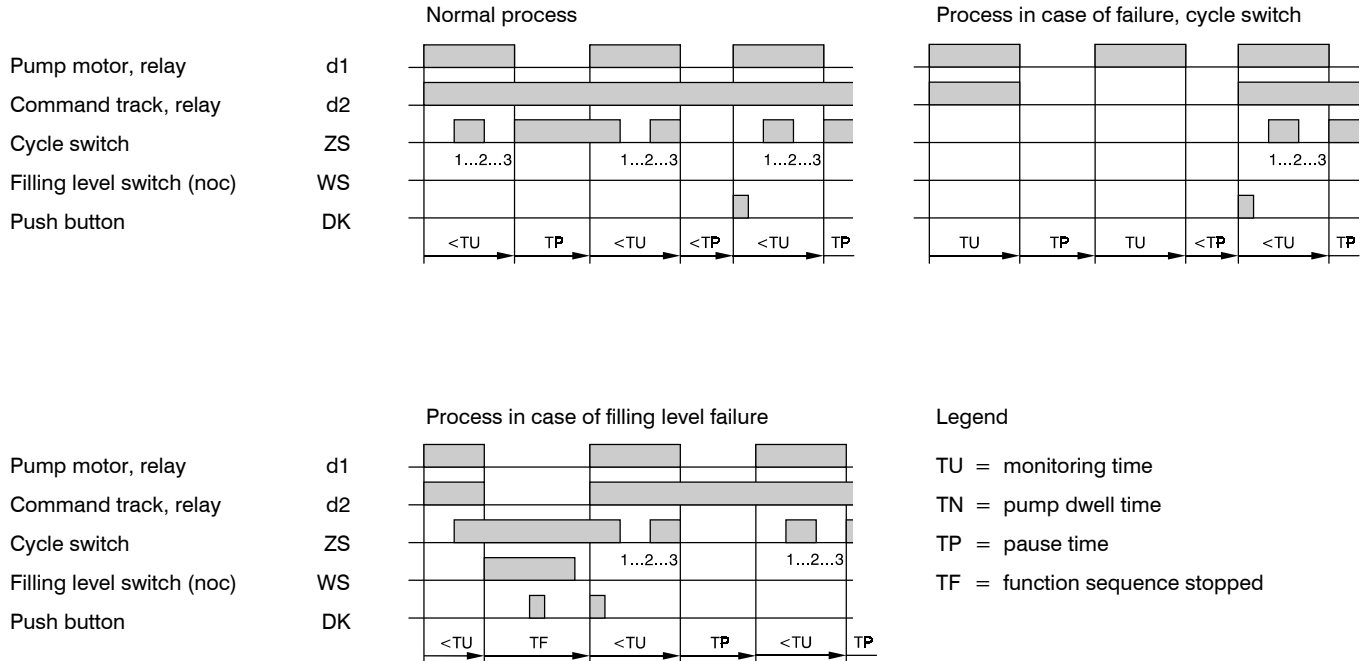 Normal process
Process in case of failure, cycle switch
Pump motor, relay d1
Command track, relay d2
Cycle switch ZS
1...2...3 1...2...3 1...2...3 1...2...3
Filling level switch (noc) WS
Push button DK
<TU TP <TU <TP <TU TP
TU TP TU <TP <TU TP
Process in case of filling level failure
Legend
Pump motor, relay d1
TU = monitoring time
Command track, relay d2
TN = pump dwell time
Cycle switch ZS
TP = pause time
1...2...3 1...2...3
Filling level switch (noc) WS
TF = function sequence stopped
Push button DK
<TU TF <TU TP <TU TP